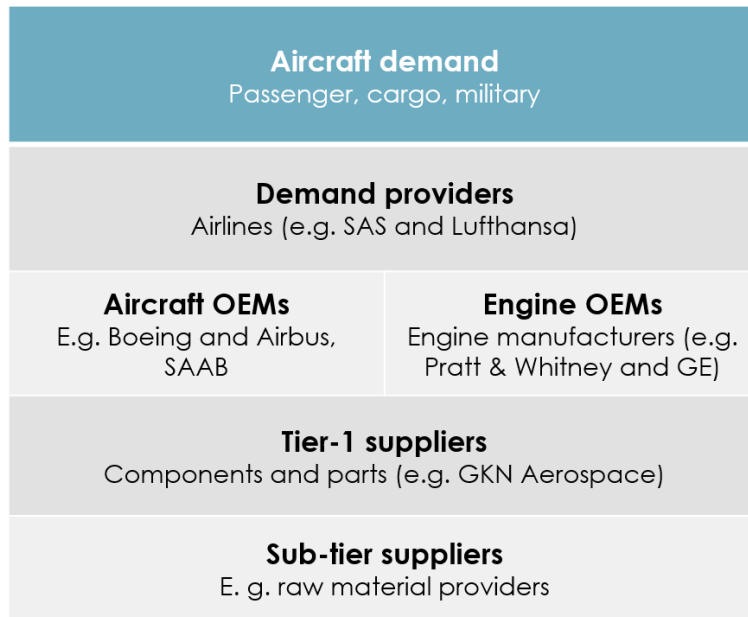 Aircraft demand
Passenger, cargo, military
Demand providers
Airlines (e.g. SAS and Lufthansa)
Aircraft OEMs
E.g. Boeing and Airbus,
SAAB
Engine OEMs
Engine manufacturers (e.g.
Pratt & Whitney and GE)
Tier-1 suppliers
Components and parts (e.g. GKN Aerospace)
Sub-tier suppliers
E. g. raw material providers